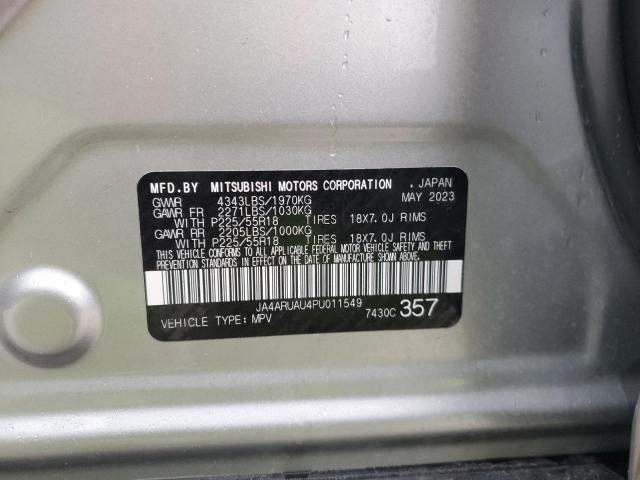 MFD.BY MITSUBISHI MOTORS CORPORATION . JAPAN
GVWR 4343LBS/1970KG MAY 2023
GAWR FR 2271LBS/1030KG
WITH P225/55R18 TIRES 18X7.0J RIMS
GAWRR RR 2205LBS/1000KG
WITH P225/55R18 TIRES 18X7.0J RIMS
THIS VEHICLE CONFORMS TO ALL APPLICABLE FEDERAL MOTOR VEHICLE SAFETY AND THEFT
PREVENTION STANDARDS IN EFFECT ON THE DATE OF MANUFACTURE SHOWN ABOVE.
JA4ARUAU4PU011549
VEHICLE TYPE: MPV 7430C 357